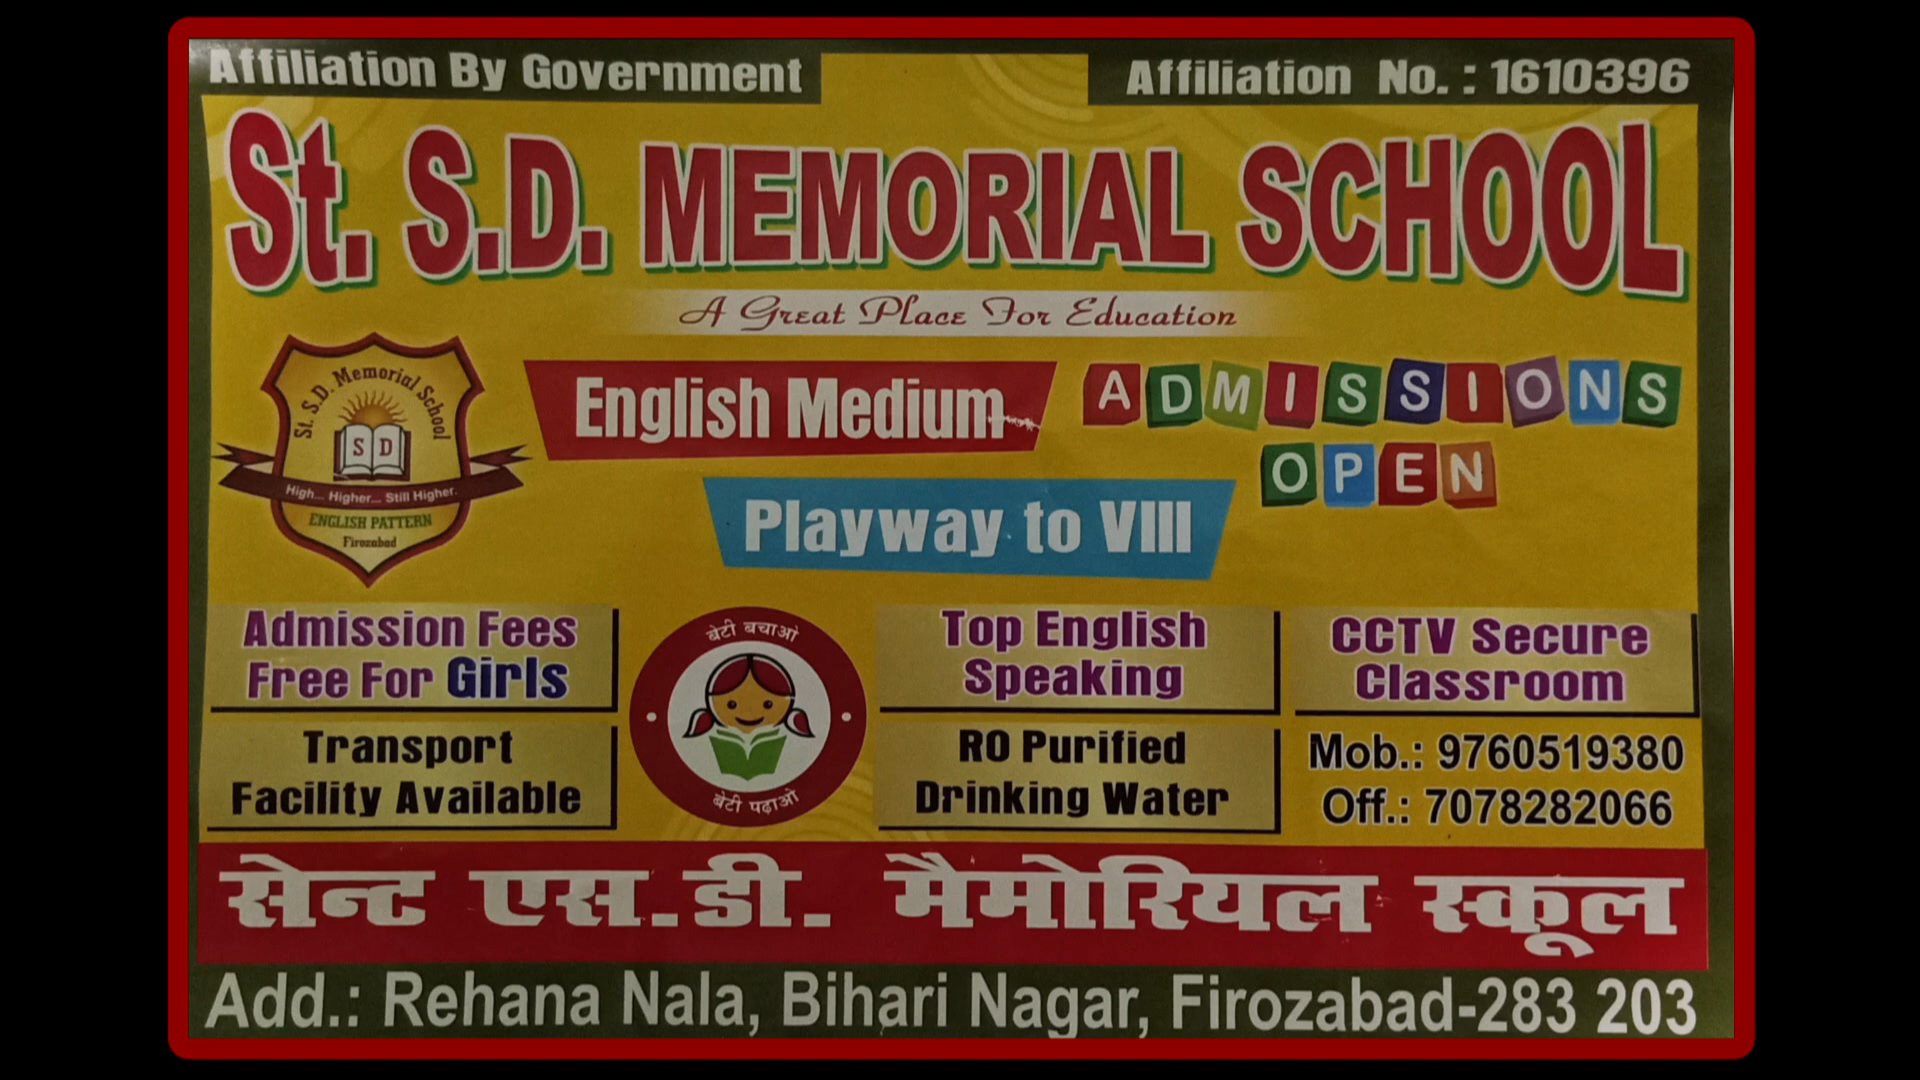 Affiliation By Government
Affiliation No. : 1610396
St. S.D. MEMORIAL SCHOOL
A Great Place For Education
St. S.D. Memorial School
S D
High... Higher... Still Higher.
ENGLISH PATTERN
Firozabad
English Medium
ADMISSIONS
OPEN
Playway to VIII
Admission Fees
Free For Girls
Transport
Facility Available
बेटी बचाओ
बेटी पढ़ाओ
Top English
Speaking
RO Purified
Drinking Water
CCTV Secure
Classroom
Mob.: 9760519380
Off.: 7078282066
सेन्ट एस.डी. मैमोरियल स्कूल
Add.: Rehana Nala, Bihari Nagar, Firozabad-283 203